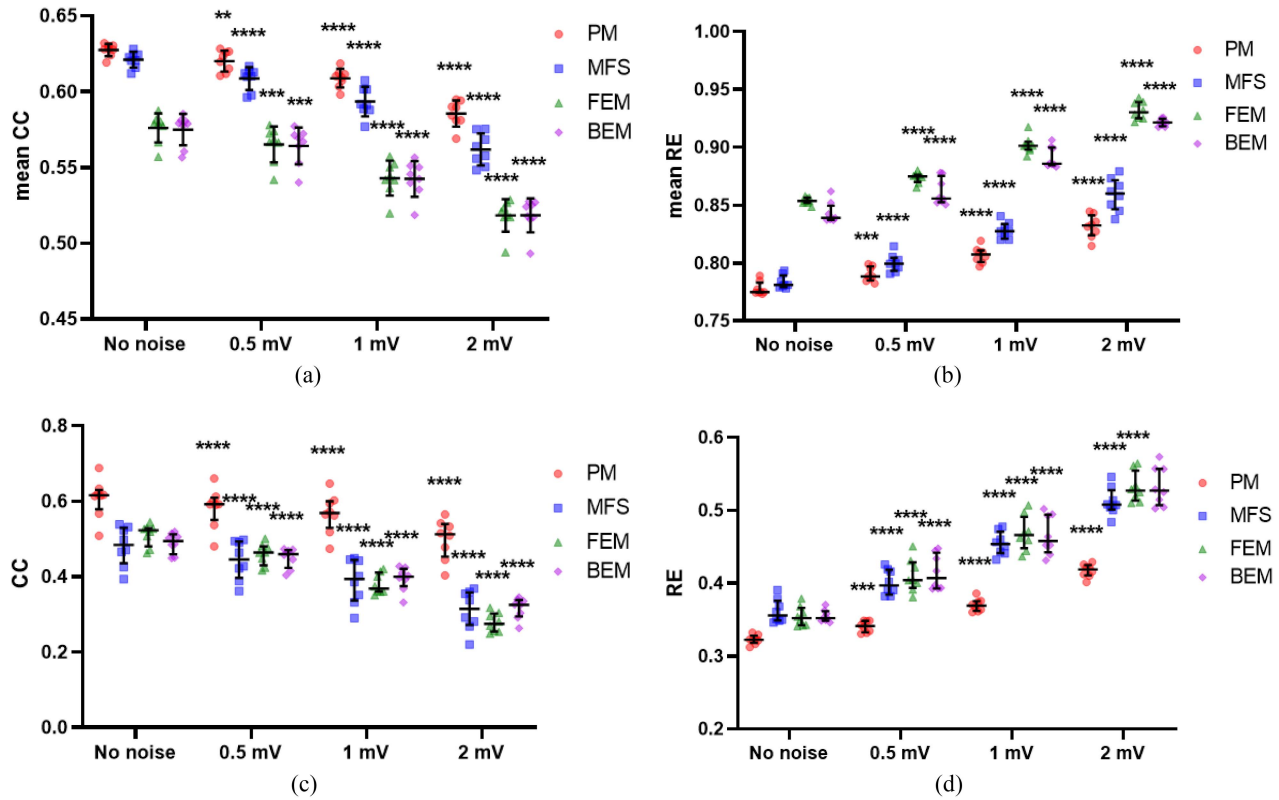 mean CC
0.65
0.60
0.55
0.50
0.45
**
****
***
***
****
****
****
****
****
****
****
****
PM
MFS
FEM
BEM
No noise 0.5 mV 1 mV 2 mV
(a)
mean RE
1.00
0.95
0.90
0.85
0.80
0.75
***
****
****
****
****
****
****
****
****
****
****
****
PM
MFS
FEM
BEM
No noise 0.5 mV 1 mV 2 mV
(b)
CC
0.8
0.6
0.4
0.2
0.0
****
****
****
****
****
****
****
****
****
****
****
****
PM
MFS
FEM
BEM
No noise 0.5 mV 1 mV 2 mV
(c)
RE
0.6
0.5
0.4
0.3
0.2
***
****
****
****
****
****
****
****
****
****
****
PM
MFS
FEM
BEM
No noise 0.5 mV 1 mV 2 mV
(d)